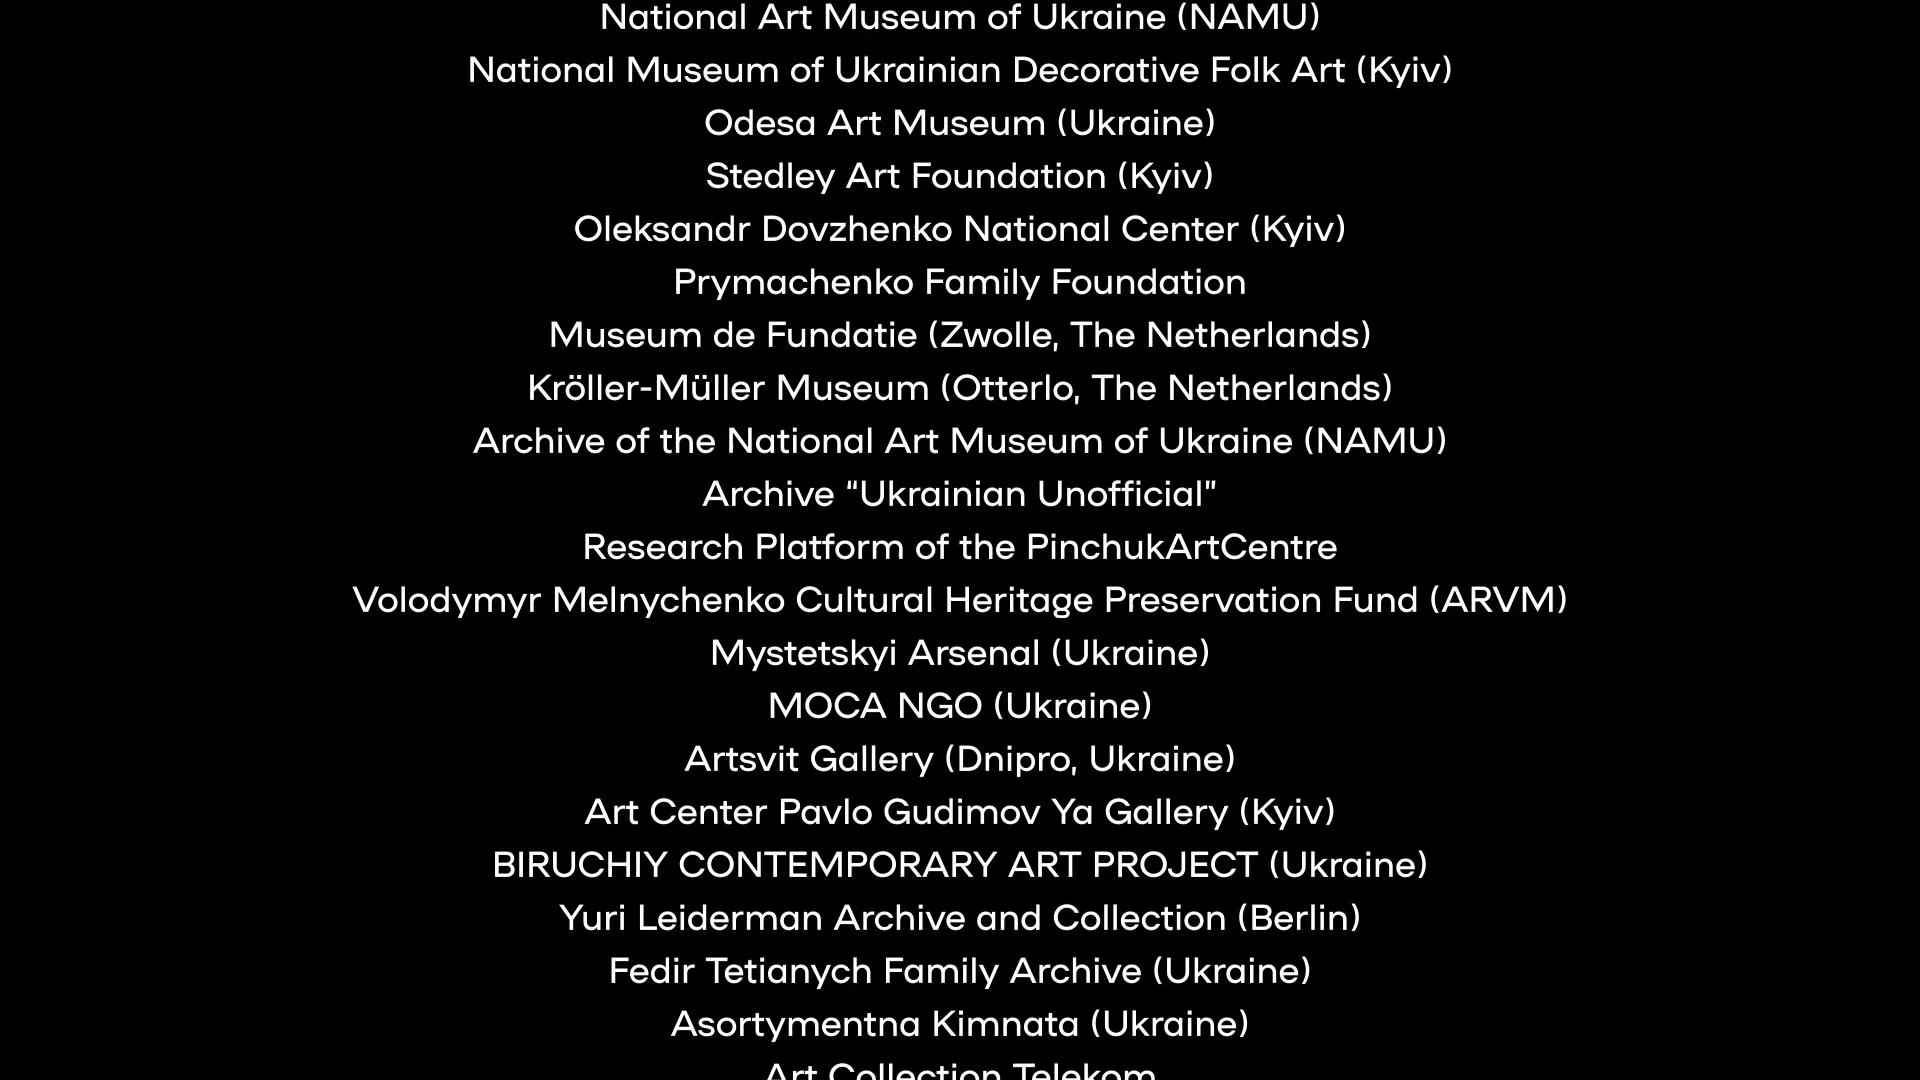 National Art Museum of Ukraine (NAMU)
National Museum of Ukrainian Decorative Folk Art (Kyiv)
Odesa Art Museum (Ukraine)
Stedley Art Foundation (Kyiv)
Oleksandr Dovzhenko National Center (Kyiv)
Prymachenko Family Foundation
Museum de Fundatie (Zwolle, The Netherlands)
Kröller-Müller Museum (Otterlo, The Netherlands)
Archive of the National Art Museum of Ukraine (NAMU)
Archive “Ukrainian Unofficial”
Research Platform of the PinchukArtCentre
Volodymyr Melnychenko Cultural Heritage Preservation Fund (ARVM)
Mystetskyi Arsenal (Ukraine)
MOCA NGO (Ukraine)
Artsvit Gallery (Dnipro, Ukraine)
Art Center Pavlo Gudimov Ya Gallery (Kyiv)
BIRUCHIY CONTEMPORARY ART PROJECT (Ukraine)
Yuri Leiderman Archive and Collection (Berlin)
Fedir Tetianych Family Archive (Ukraine)
Asortymentna Kimnata (Ukraine)
Art Collection Telekom